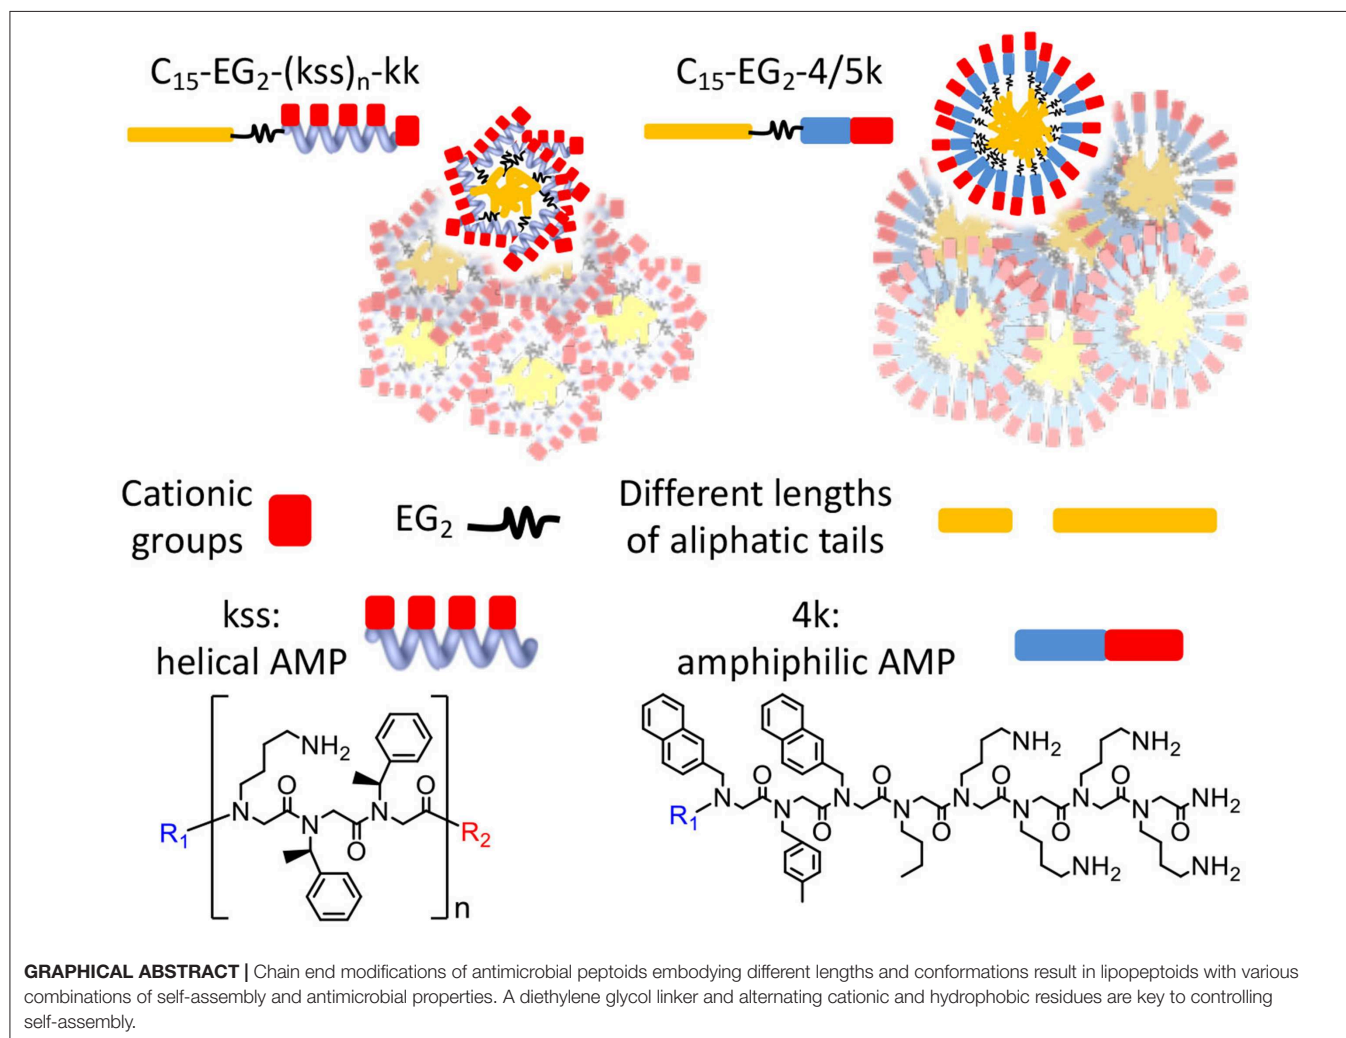 C15-EG2-(kss)n-kk
C15-EG2-4/5k
Cationic
groups
EG2
Different lengths
of aliphatic tails
kss:
helical AMP
4k:
amphiphilic AMP
NH2
O
O
N
N
N
O
R1
R2
n
NH2
NH2
O
O
O
O
N
N
N
N
NH2
R1
N
N
N
N
O
O
O
O
NH2
NH2
GRAPHICAL ABSTRACT | Chain end modifications of antimicrobial peptoids embodying different lengths and conformations result in lipopeptoids with various
combinations of self-assembly and antimicrobial properties. A diethylene glycol linker and alternating cationic and hydrophobic residues are key to controlling
self-assembly.